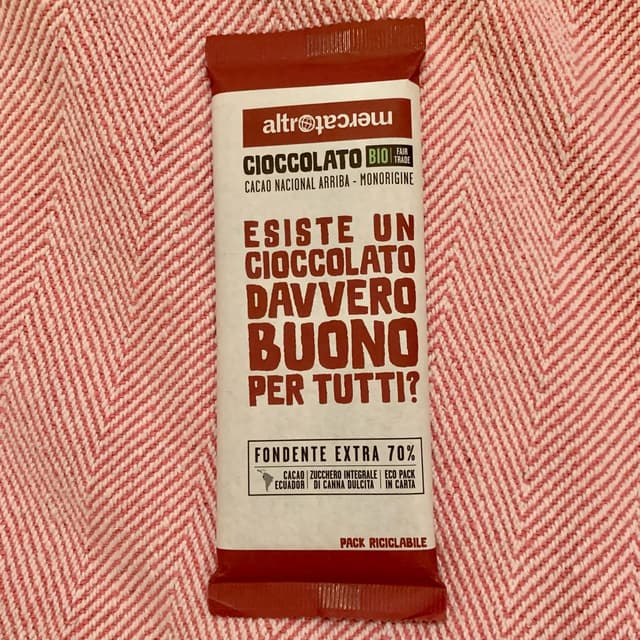 altromercato
CIOCCOLATO BIO FAIR TRADE
CACAO NACIONAL ARRIBA - MONORIGINE
ESISTE UN
CIOCCOLATO
DAVVERO
BUONO
PER TUTTI?
FONDENTE EXTRA 70%
CACAO ECUADOR | ZUCCHERO INTEGRALE DI CANNA DULCITA | ECO PACK IN CARTA
PACK RICICLABILE